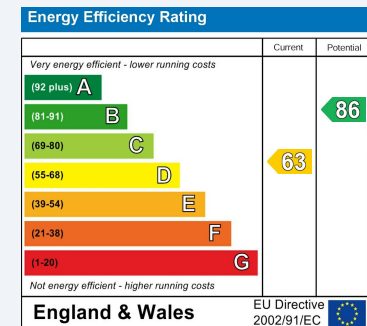 Energy Efficiency Rating
Current Potential
Very energy efficient - lower running costs
(92 plus) A
(81-91) B
86
(69-80) C
63
(55-68) D
(39-54) E
(21-38) F
(1-20) G
Not energy efficient - higher running costs
England & Wales
EU Directive
2002/91/EC